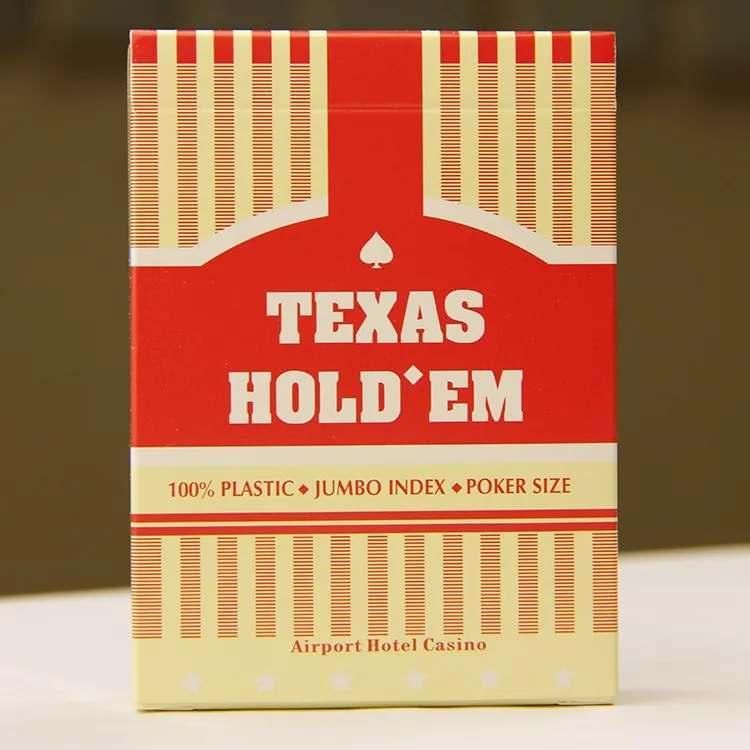 TEXAS
HOLD'EM
100% PLASTIC ◆ JUMBO INDEX ◆ POKER SIZE
Airport Hotel Casino